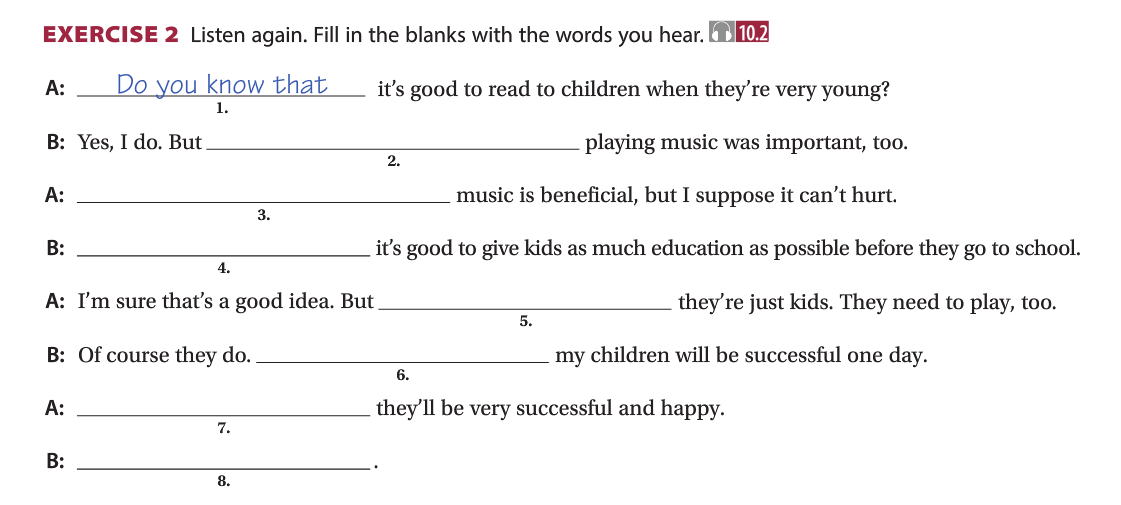 EXERCISE 2 Listen again. Fill in the blanks with the words you hear. 10.2
A: Do you know that it's good to read to children when they're very young?
1.
B: Yes, I do. But ______ playing music was important, too.
2.
A: ______ music is beneficial, but I suppose it can't hurt.
3.
B: ______ it's good to give kids as much education as possible before they go to school.
4.
A: I'm sure that's a good idea. But ______ they're just kids. They need to play, too.
5.
B: Of course they do. ______ my children will be successful one day.
6.
A: ______ they'll be very successful and happy.
7.
B: ______.
8.